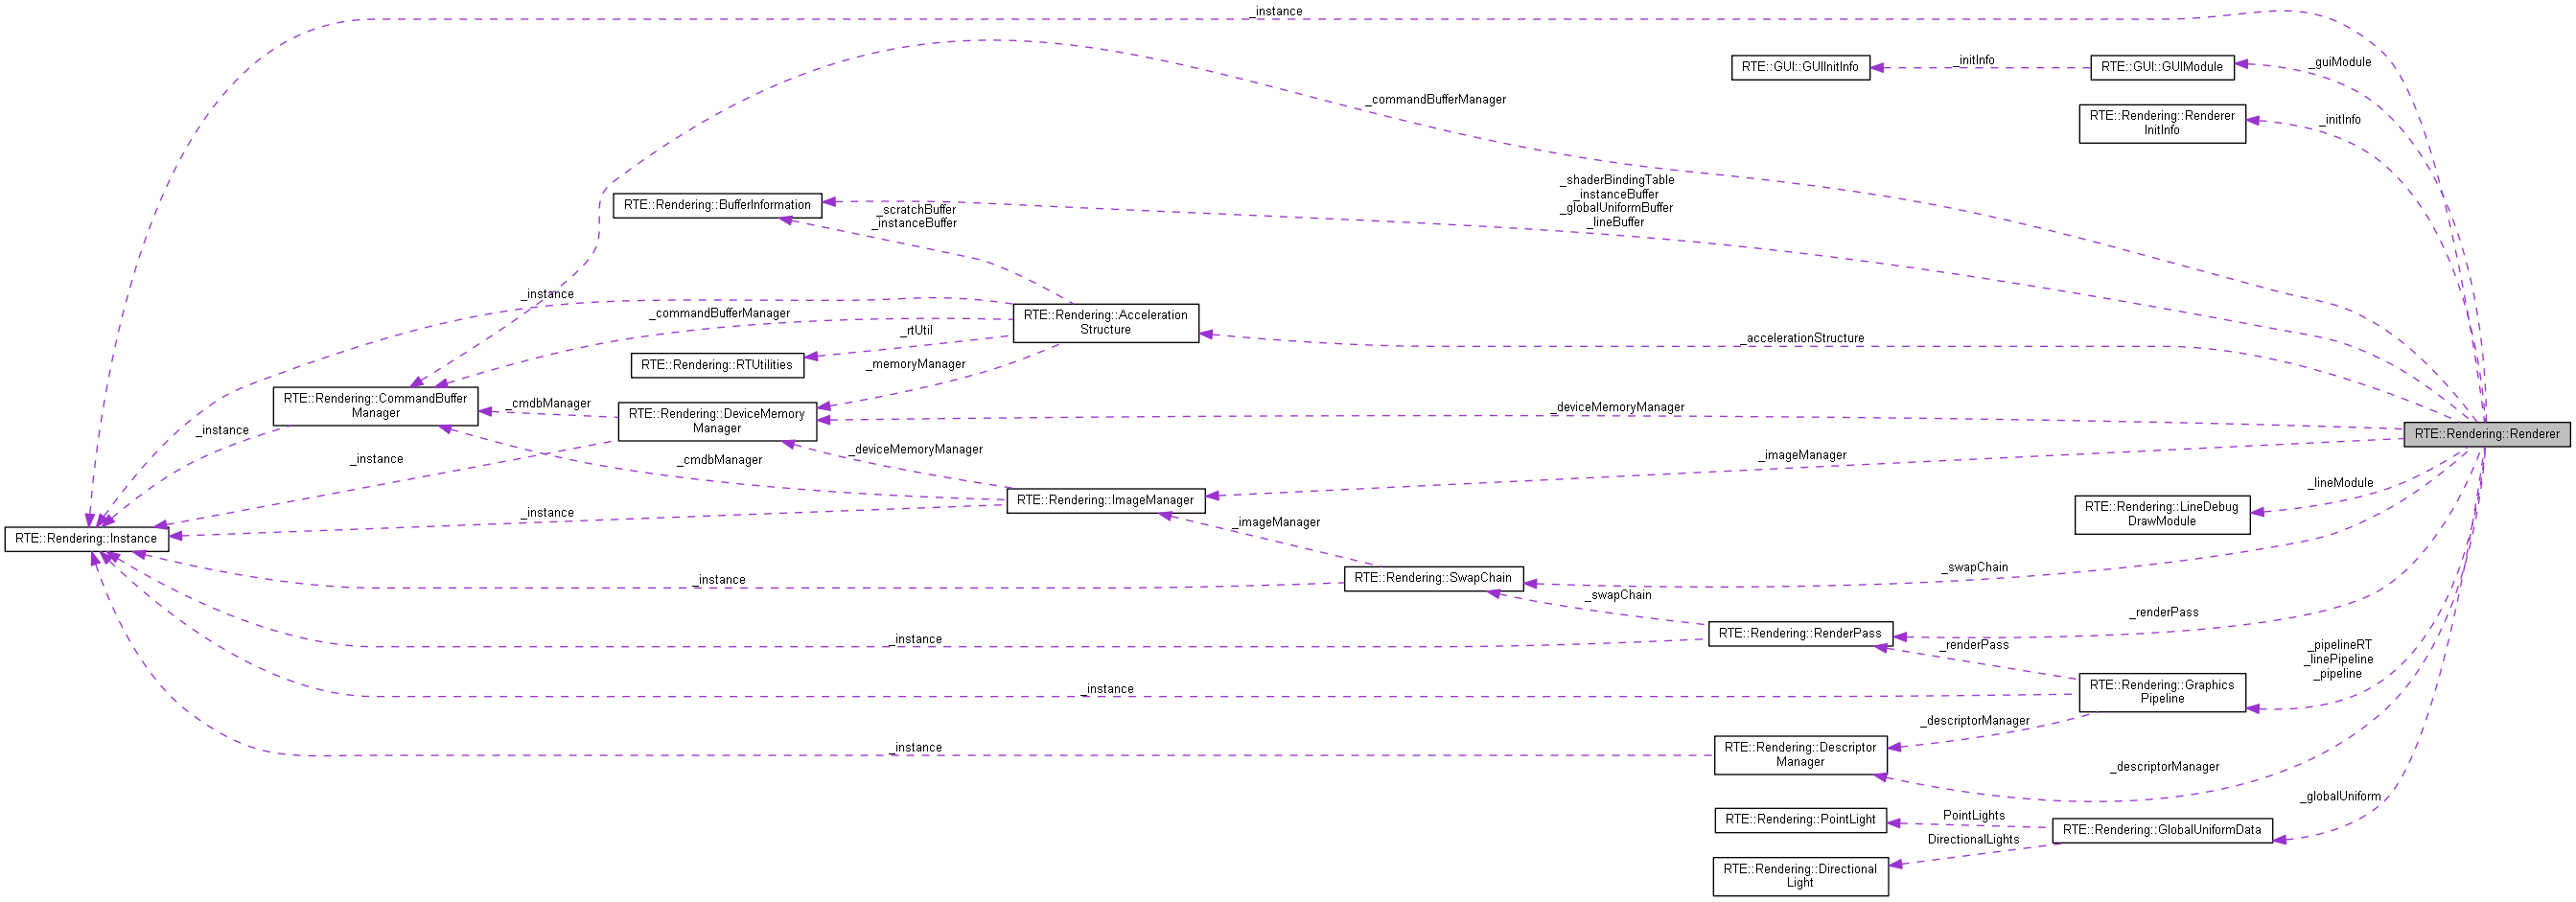 _instance
RTE::GUI::GUIInitInfo
_initInfo
RTE::GUI::GUIModule
_guiModule
_commandBufferManager
RTE::Rendering::Renderer
InitInfo
_initInfo
RTE::Rendering::BufferInformation
_scratchBuffer
_instanceBuffer
_shaderBindingTable
_instanceBuffer
_globalUniformBuffer
_lineBuffer
_instance
_commandBufferManager
RTE::Rendering::Acceleration
Structure
_rtUtil
_accelerationStructure
RTE::Rendering::RTUtilities
_memoryManager
RTE::Rendering::CommandBuffer
Manager
_cmdbManager
RTE::Rendering::DeviceMemory
Manager
_deviceMemoryManager
_instance
RTE::Rendering::Renderer
_instance
_cmdbManager
_deviceMemoryManager
_imageManager
RTE::Rendering::ImageManager
_lineModule
RTE::Rendering::LineDebug
DrawModule
_instance
_imageManager
RTE::Rendering::Instance
_instance
RTE::Rendering::SwapChain
_swapChain
_swapChain
_renderPass
_instance
RTE::Rendering::RenderPass
_renderPass
_pipelineRT
_linePipeline
_pipeline
_instance
RTE::Rendering::Graphics
Pipeline
_descriptorManager
_instance
RTE::Rendering::Descriptor
Manager
_descriptorManager
_globalUniform
RTE::Rendering::PointLight
PointLights
RTE::Rendering::GlobalUniformData
DirectionalLights
RTE::Rendering::Directional
Light